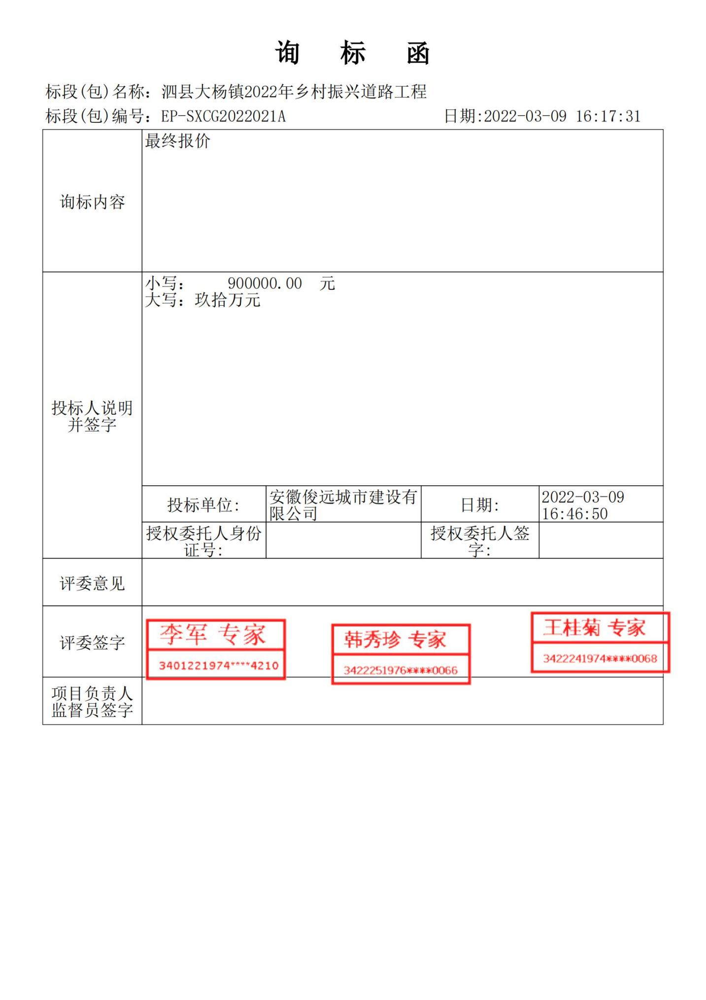 询 标 函
标段(包)名称：泗县大杨镇2022年乡村振兴道路工程
标段(包)编号：EP-SXCG2022021A 日期:2022-03-09 16:17:31
询标内容
最终报价
投标人说明
并签字
小写： 900000.00 元
大写：玖拾万元
投标单位:
安徽俊远城市建设有
限公司
日期:
2022-03-09
16:46:50
授权委托人身份
证号:
授权委托人签
字:
评委意见
评委签字
李军 专家
3401221974****4210
韩秀珍 专家
3422251976****0066
王桂菊 专家
3422241974****0068
项目负责人
监督员签字